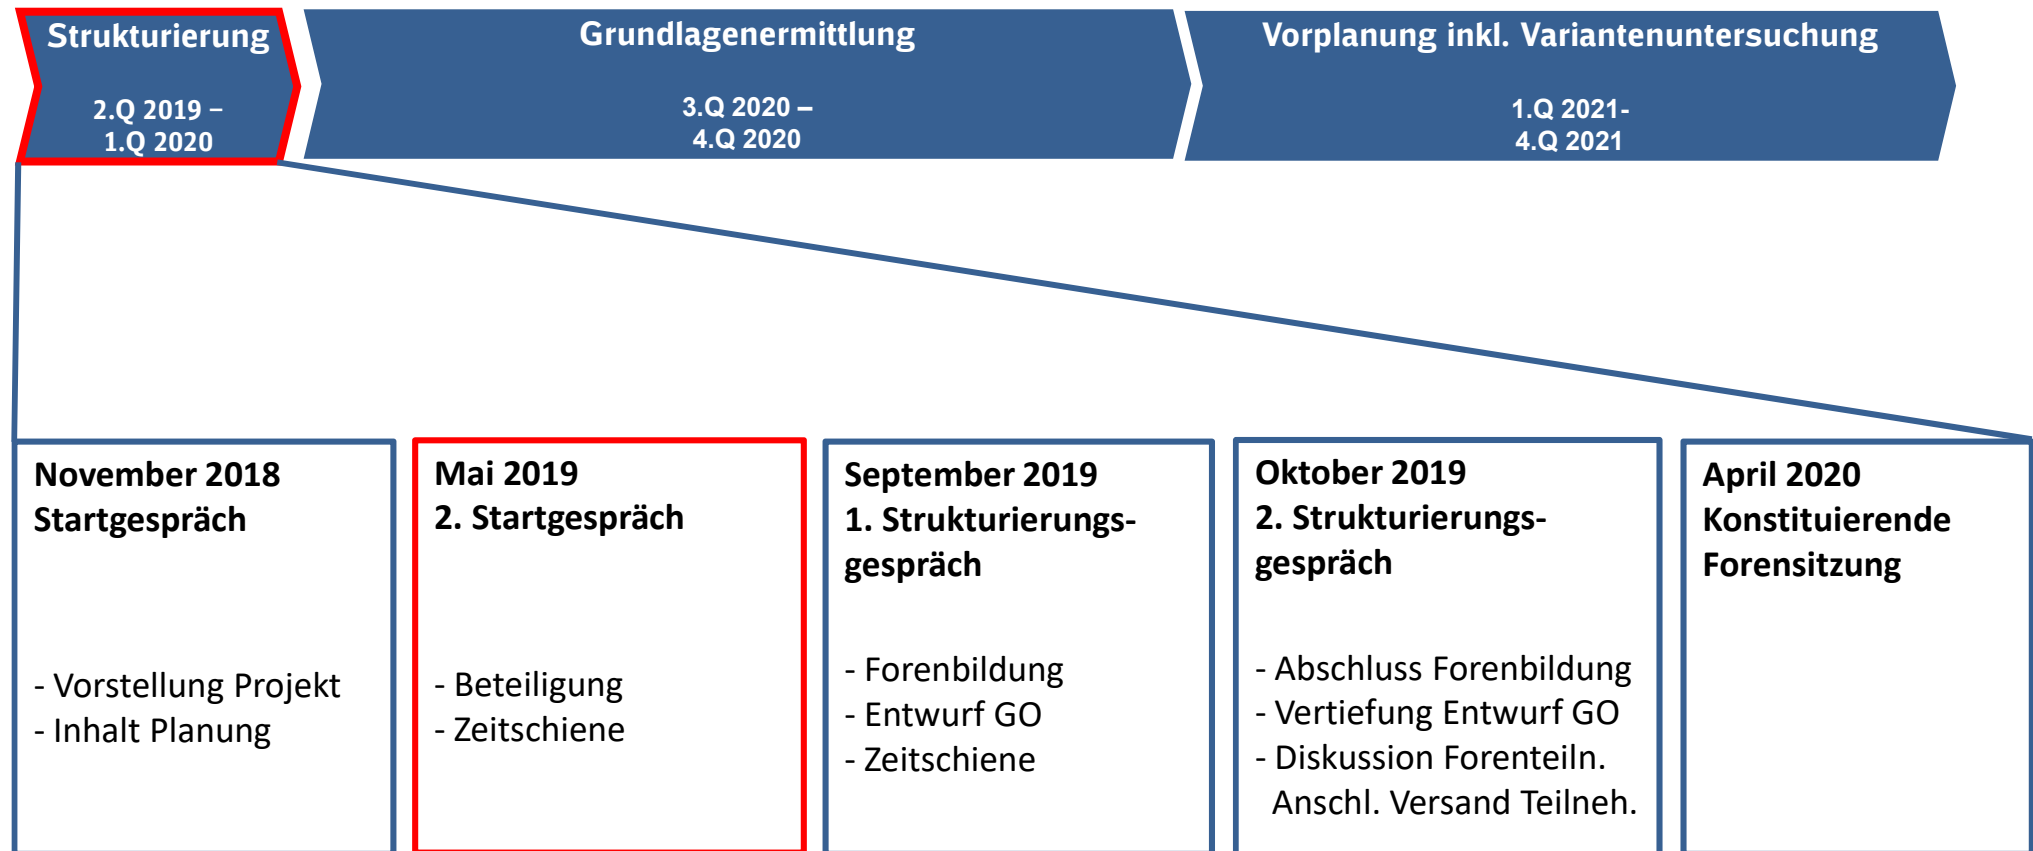 Strukturierung
2.Q 2019 –
1.Q 2020
Grundlagenermittlung
3.Q 2020 –
4.Q 2020
Vorplanung inkl. Variantenuntersuchung
1.Q 2021-
4.Q 2021
November 2018
Startgespräch
- Vorstellung Projekt
- Inhalt Planung
Mai 2019
2. Startgespräch
- Beteiligung
- Zeitschiene
September 2019
1. Strukturierungs-
gespräch
- Forenbildung
- Entwurf GO
- Zeitschiene
Oktober 2019
2. Strukturierungs-
gespräch
- Abschluss Forenbildung
- Vertiefung Entwurf GO
- Diskussion Forenteiln.
Anschl. Versand Teilneh.
April 2020
Konstituierende
Forensitzung